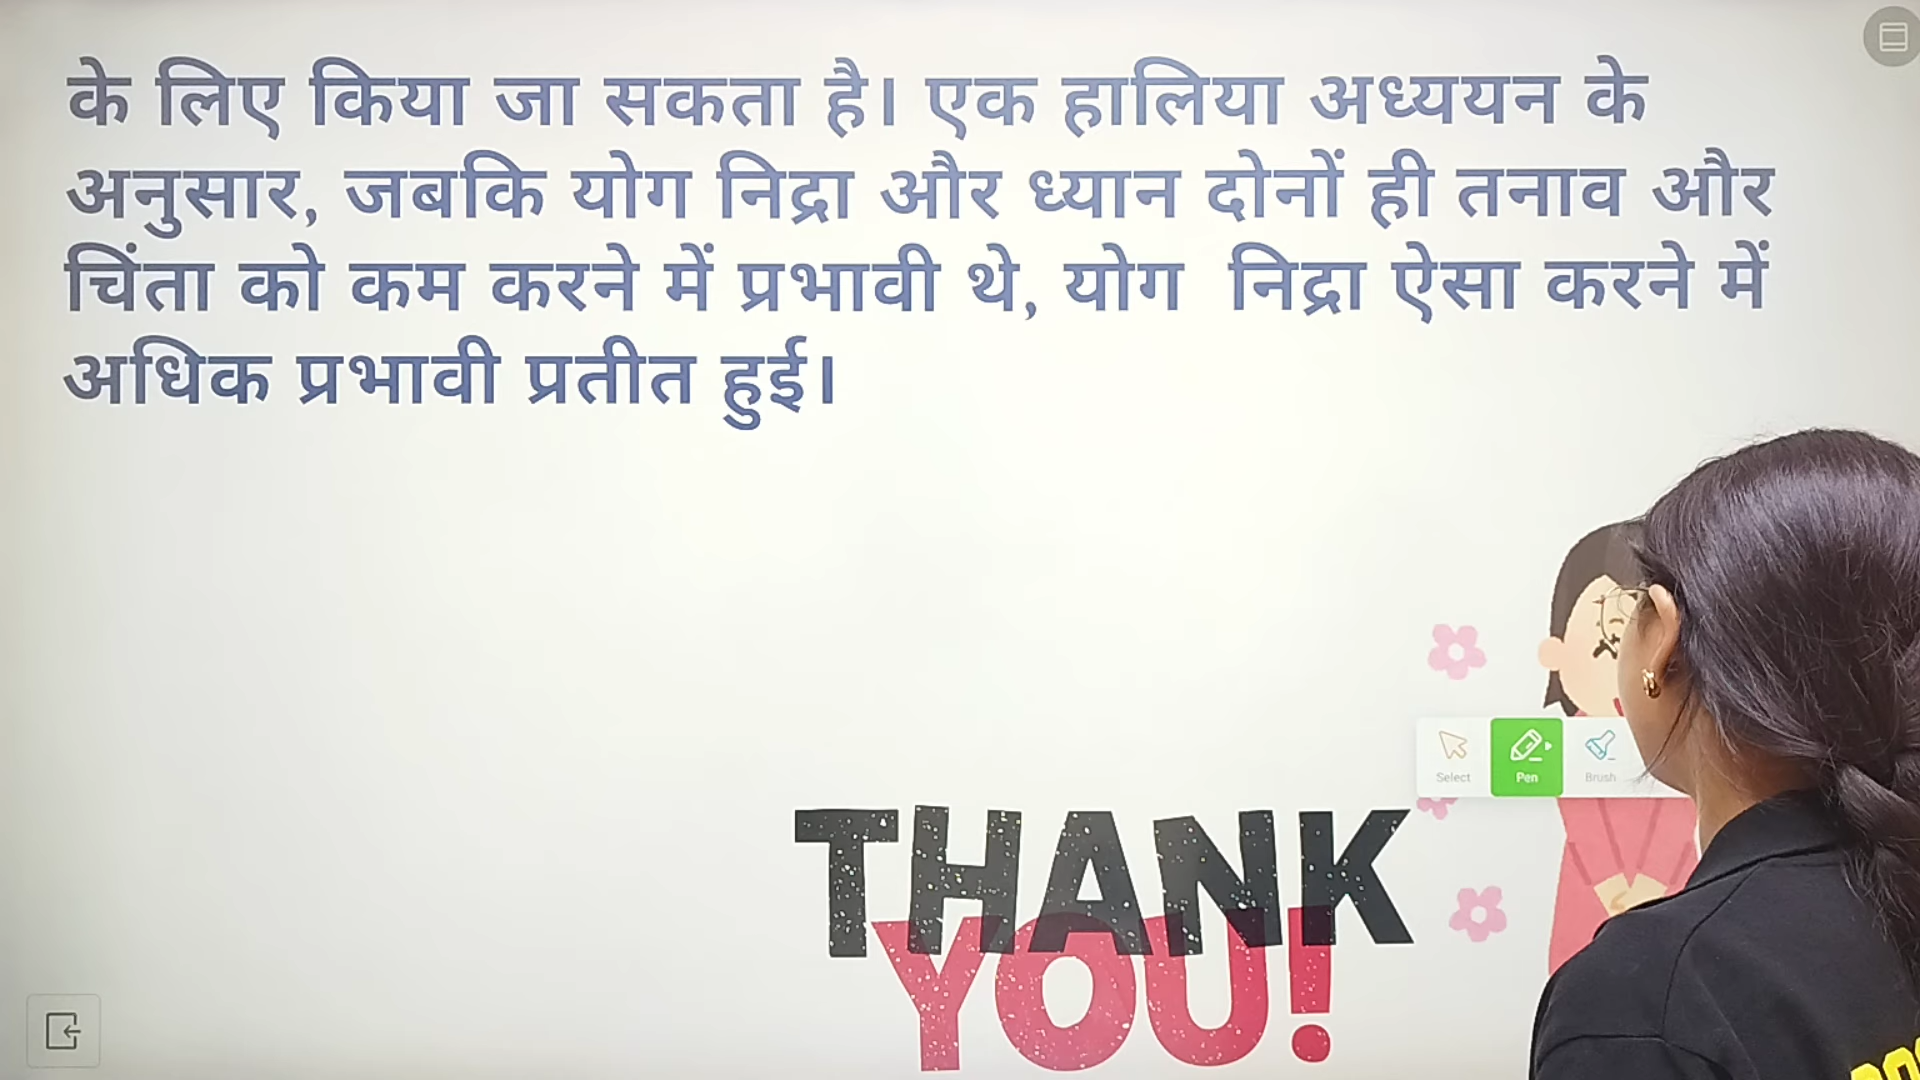 के लिए किया जा सकता है। एक हालिया अध्ययन के
अनुसार, जबकि योग निद्रा और ध्यान दोनों ही तनाव और
चिंता को कम करने में प्रभावी थे, योग  निद्रा ऐसा करने में
अधिक प्रभावी प्रतीत हुई।
Select Pen Brush
THANK
YOU!